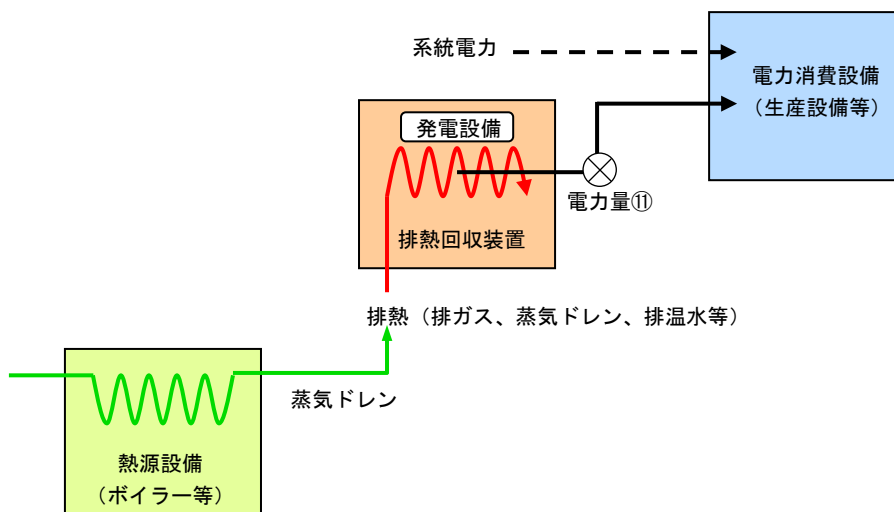 系統電力
電力消費設備
（生産設備等）
発電設備
電力量⑪
排熱回収装置
排熱（排ガス、蒸気ドレン、排温水等）
蒸気ドレン
熱源設備
（ボイラー等）